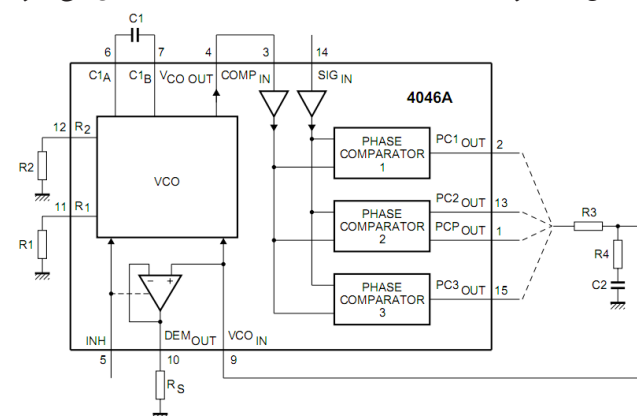 C1
6 7 4 3 14
C1A C1B VCO OUT COMP IN SIG IN
4046A
12 R2
R2
VCO
11 R1
R1
PHASE
COMPARATOR
1
PC1 OUT 2
PHASE
COMPARATOR
2
PC2 OUT 13
PCP OUT 1
PHASE
COMPARATOR
3
PC3 OUT 15
R3
R4
C2
− +
INH DEM OUT VCO IN
5 10 9
RS